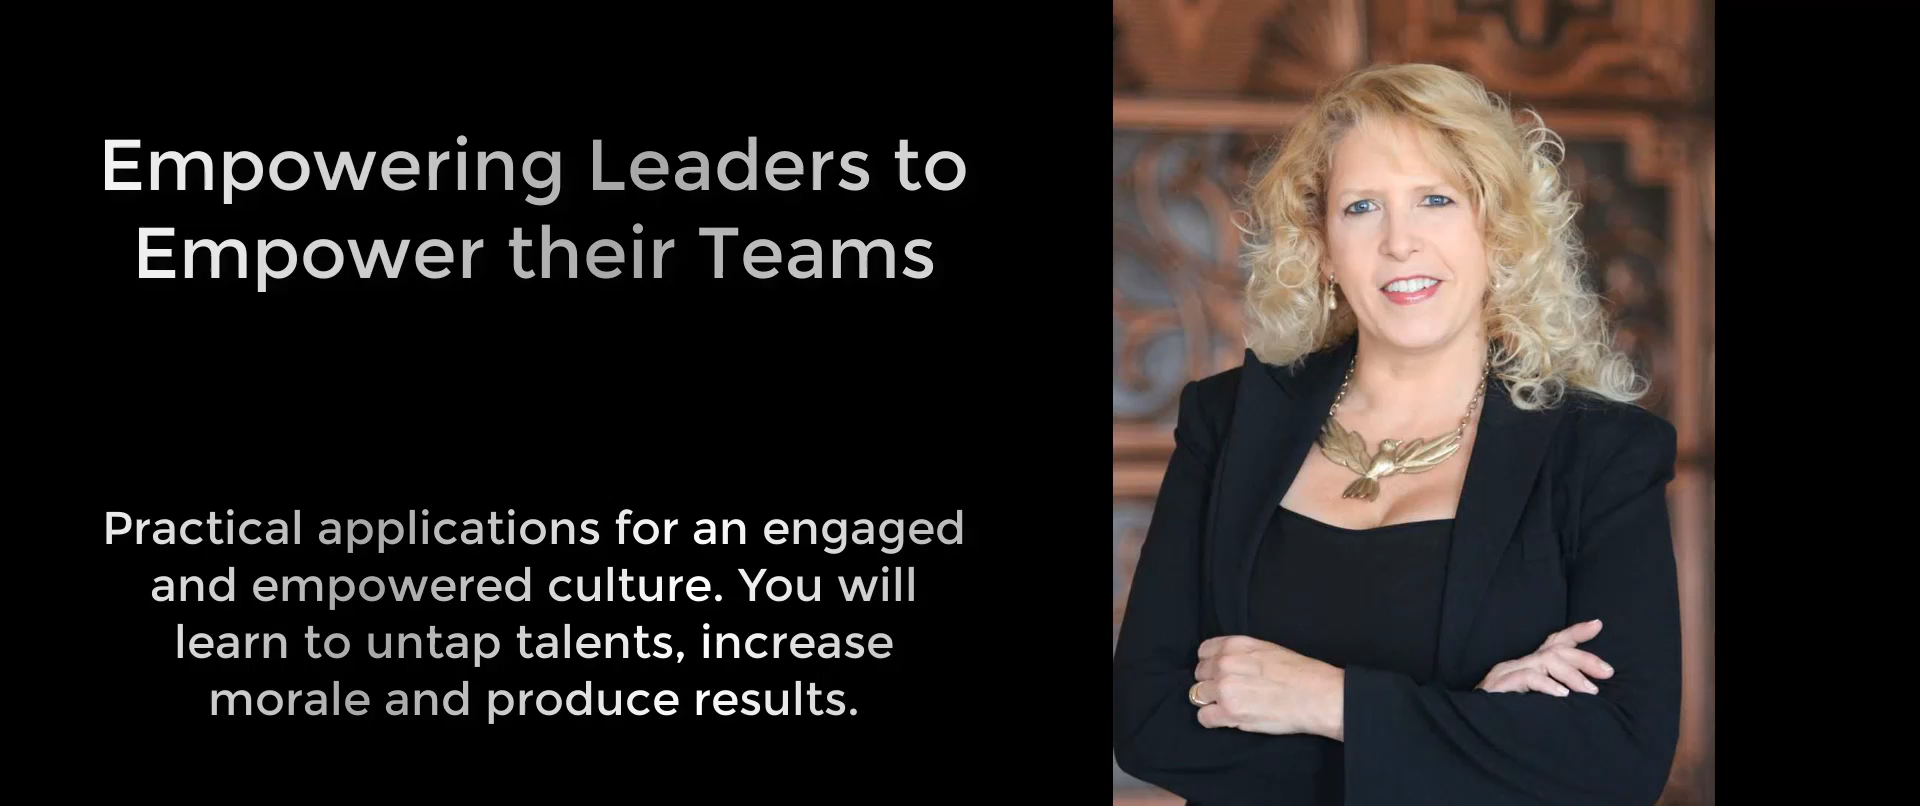 Empowering Leaders to
Empower their Teams
Practical applications for an engaged
and empowered culture. You will
learn to untap talents, increase
morale and produce results.